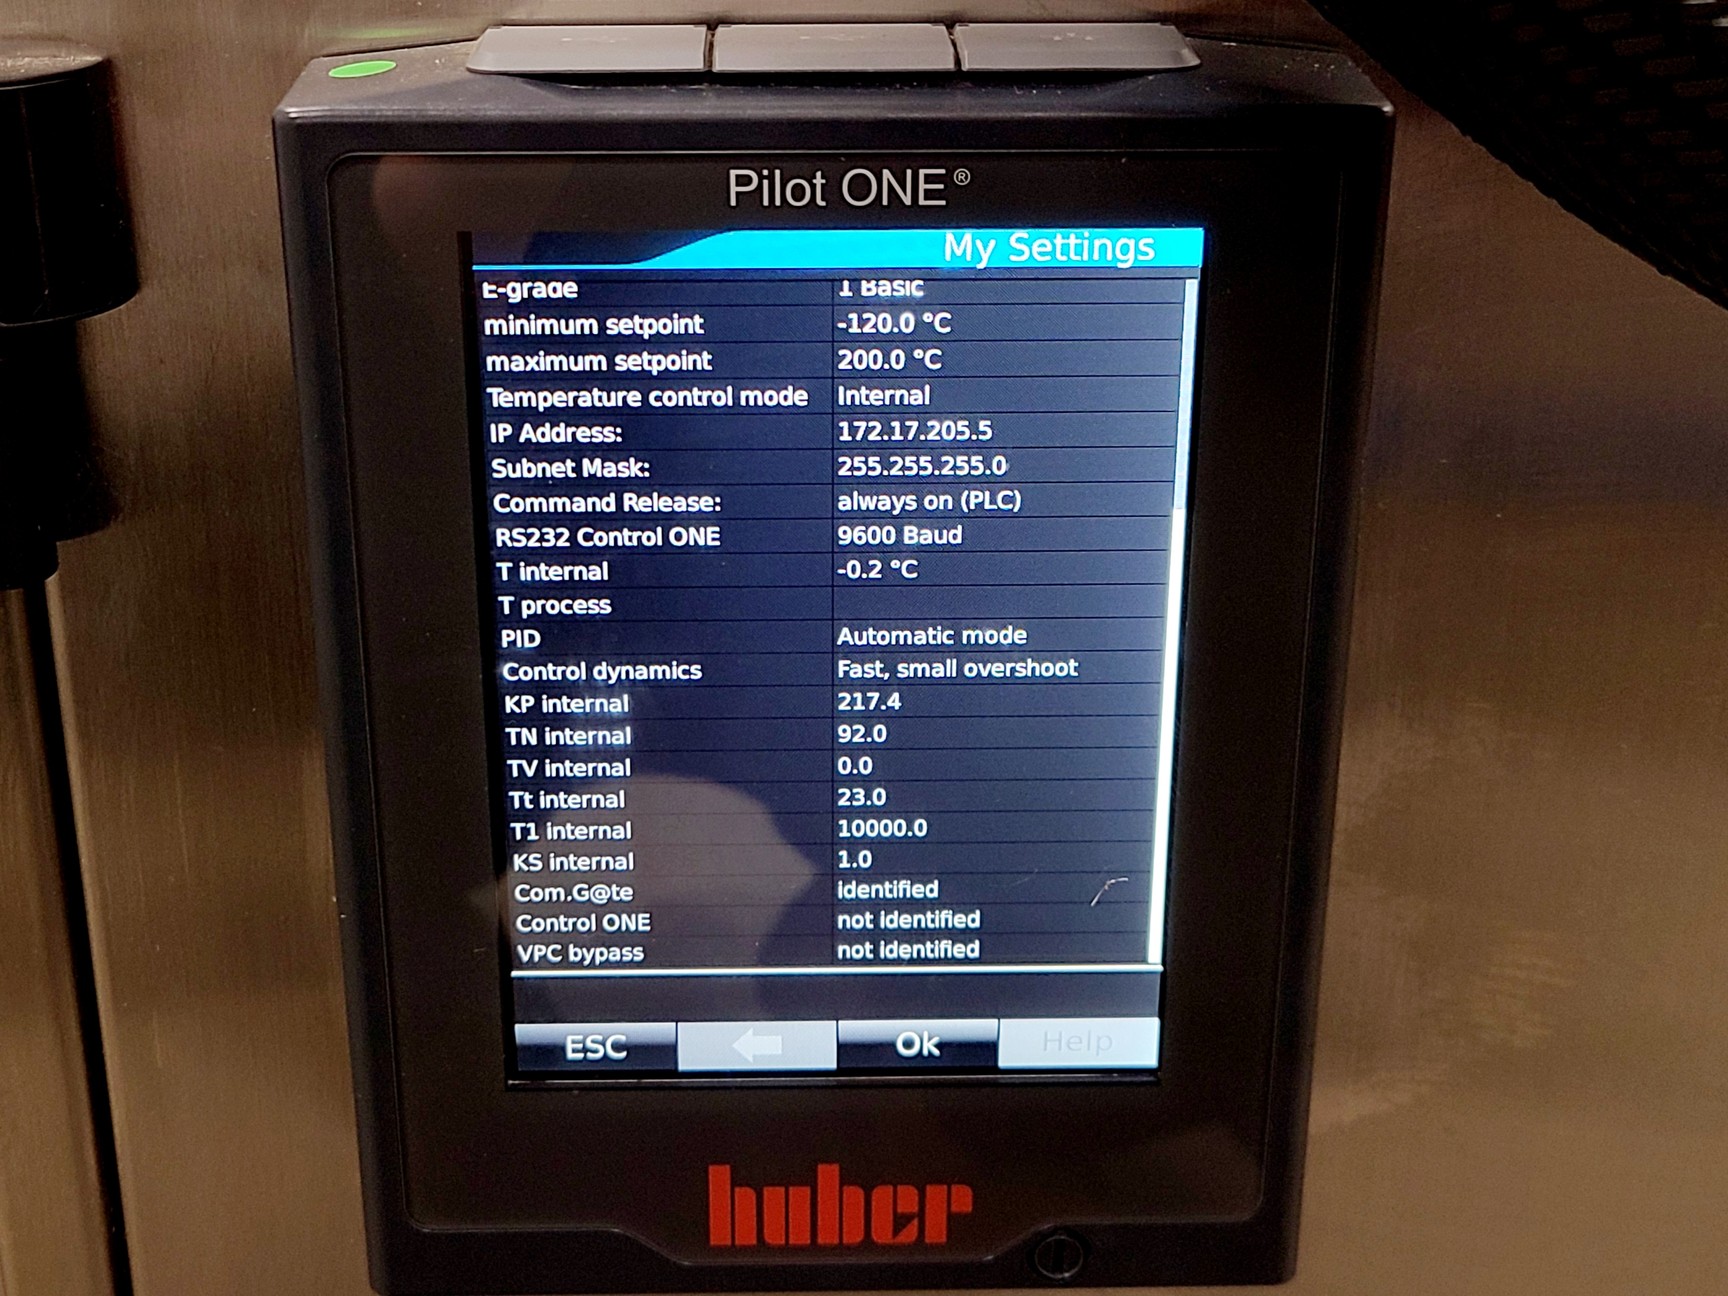 Pilot ONE®
My Settings
E-grade 1 Basic
minimum setpoint -120.0 °C
maximum setpoint 200.0 °C
Temperature control mode Internal
IP Address: 172.17.205.5
Subnet Mask: 255.255.255.0
Command Release: always on (PLC)
RS232 Control ONE 9600 Baud
T internal -0.2 °C
T process
PID Automatic mode
Control dynamics Fast, small overshoot
KP internal 217.4
TN internal 92.0
TV internal 0.0
Tt internal 23.0
T1 internal 10000.0
KS internal 1.0
Com.G@te identified
Control ONE not identified
VPC bypass not identified
ESC Ok Help
huber